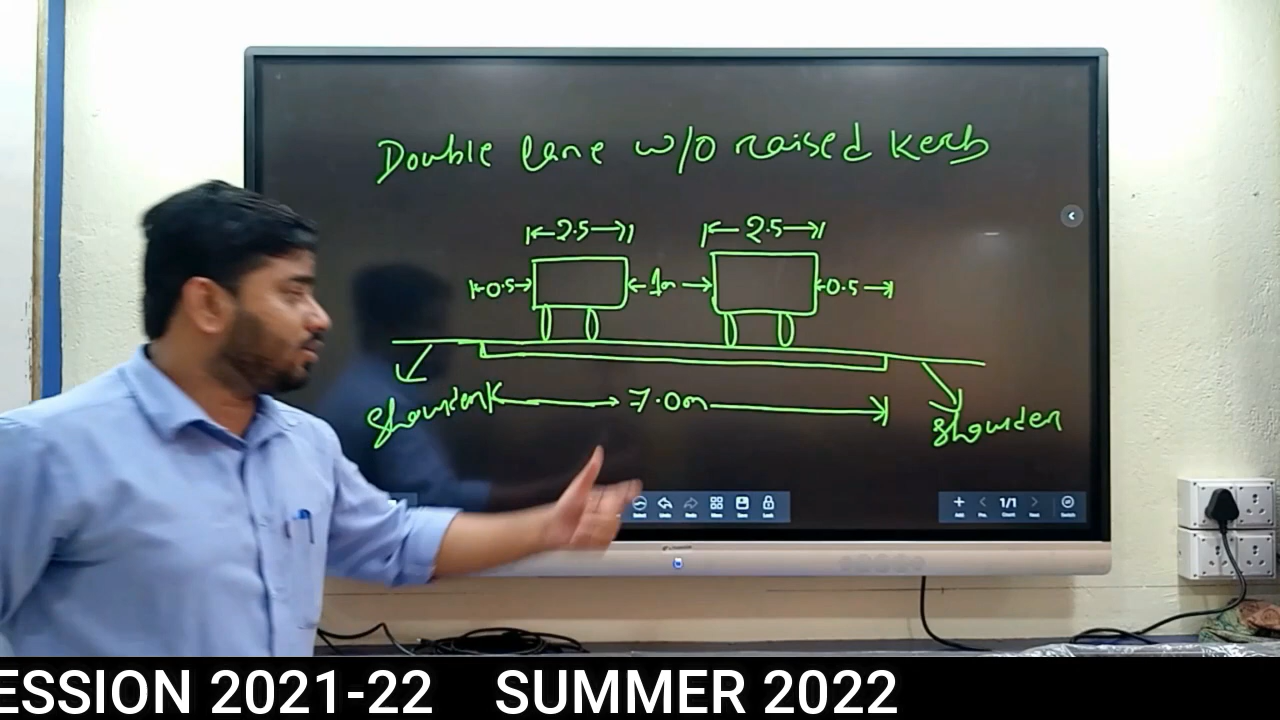 Double lane w/o raised Kerb
2.5 2.5
0.5 1m 0.5
7.0m
Shoulder Shoulder
1/1
ESSION 2021-22 SUMMER 2022